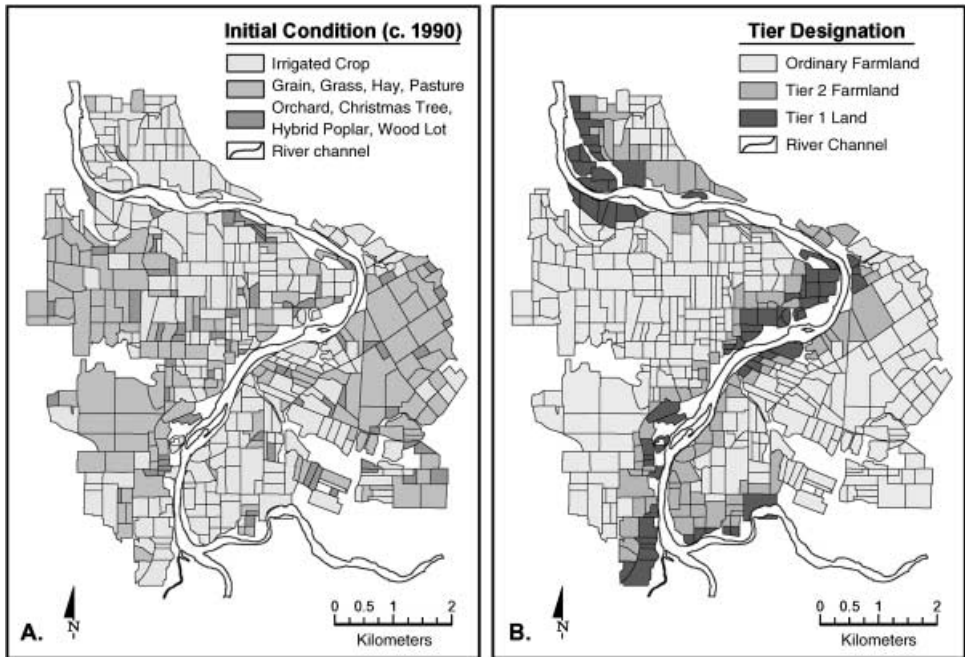 Initial Condition (c. 1990)
Irrigated Crop
Grain, Grass, Hay, Pasture
Orchard, Christmas Tree,
Hybrid Poplar, Wood Lot
River channel
N
0 0.5 1 2
Kilometers
A.
Tier Designation
Ordinary Farmland
Tier 2 Farmland
Tier 1 Land
River Channel
N
0 0.5 1 2
Kilometers
B.